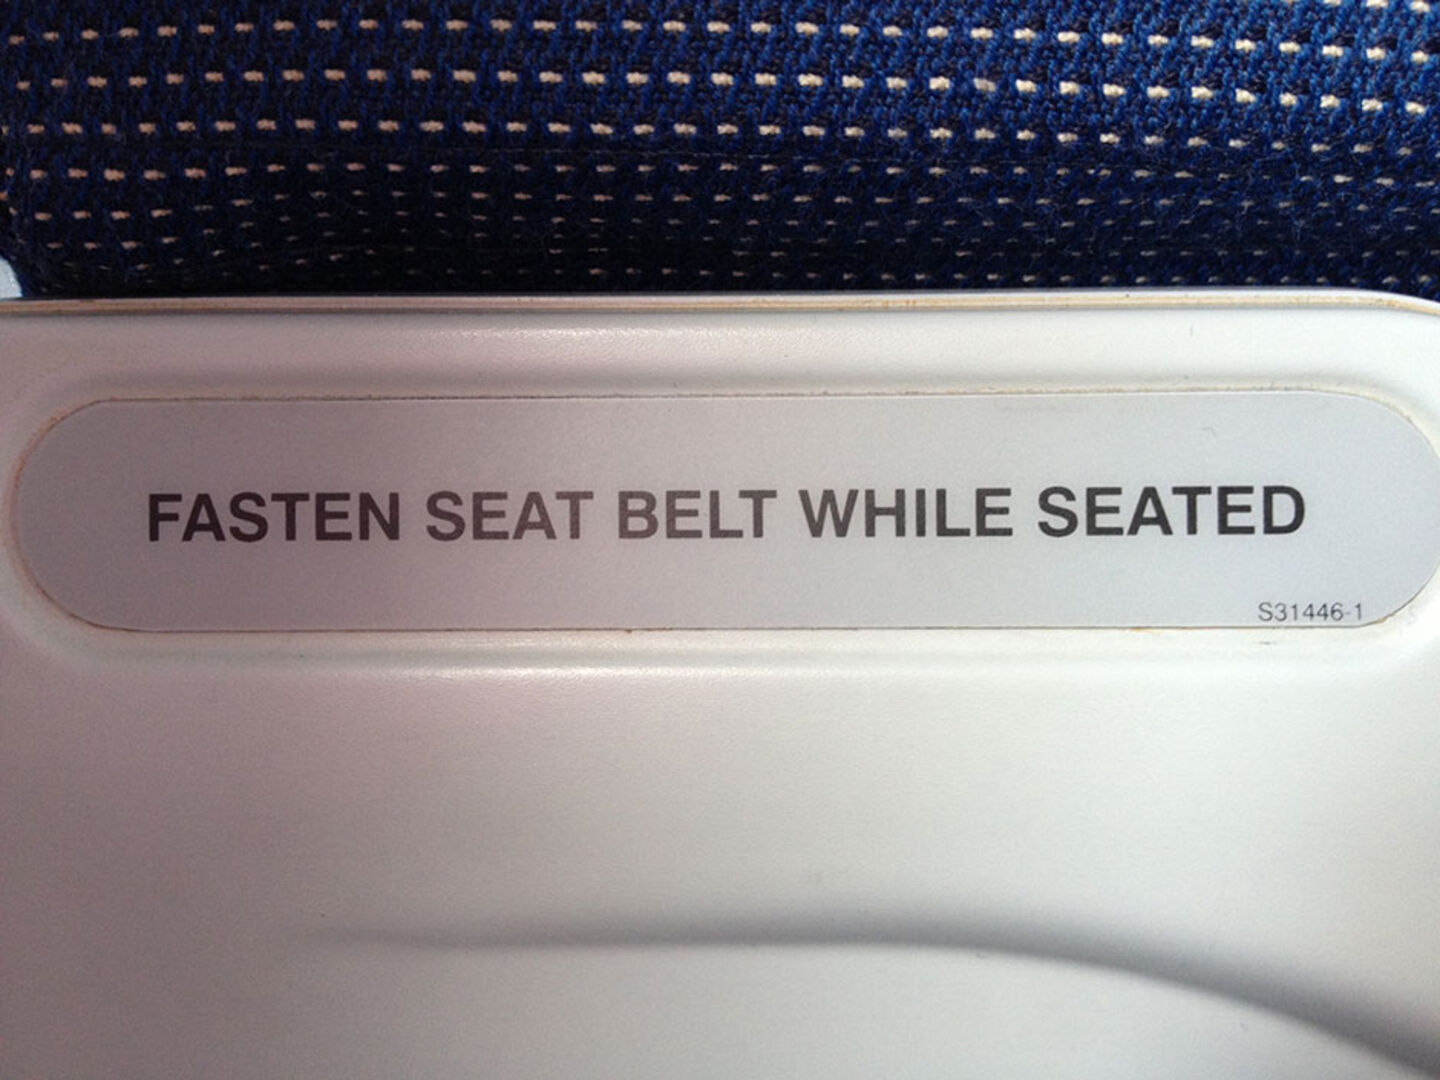 FASTEN SEAT BELT WHILE SEATED
S31446-1